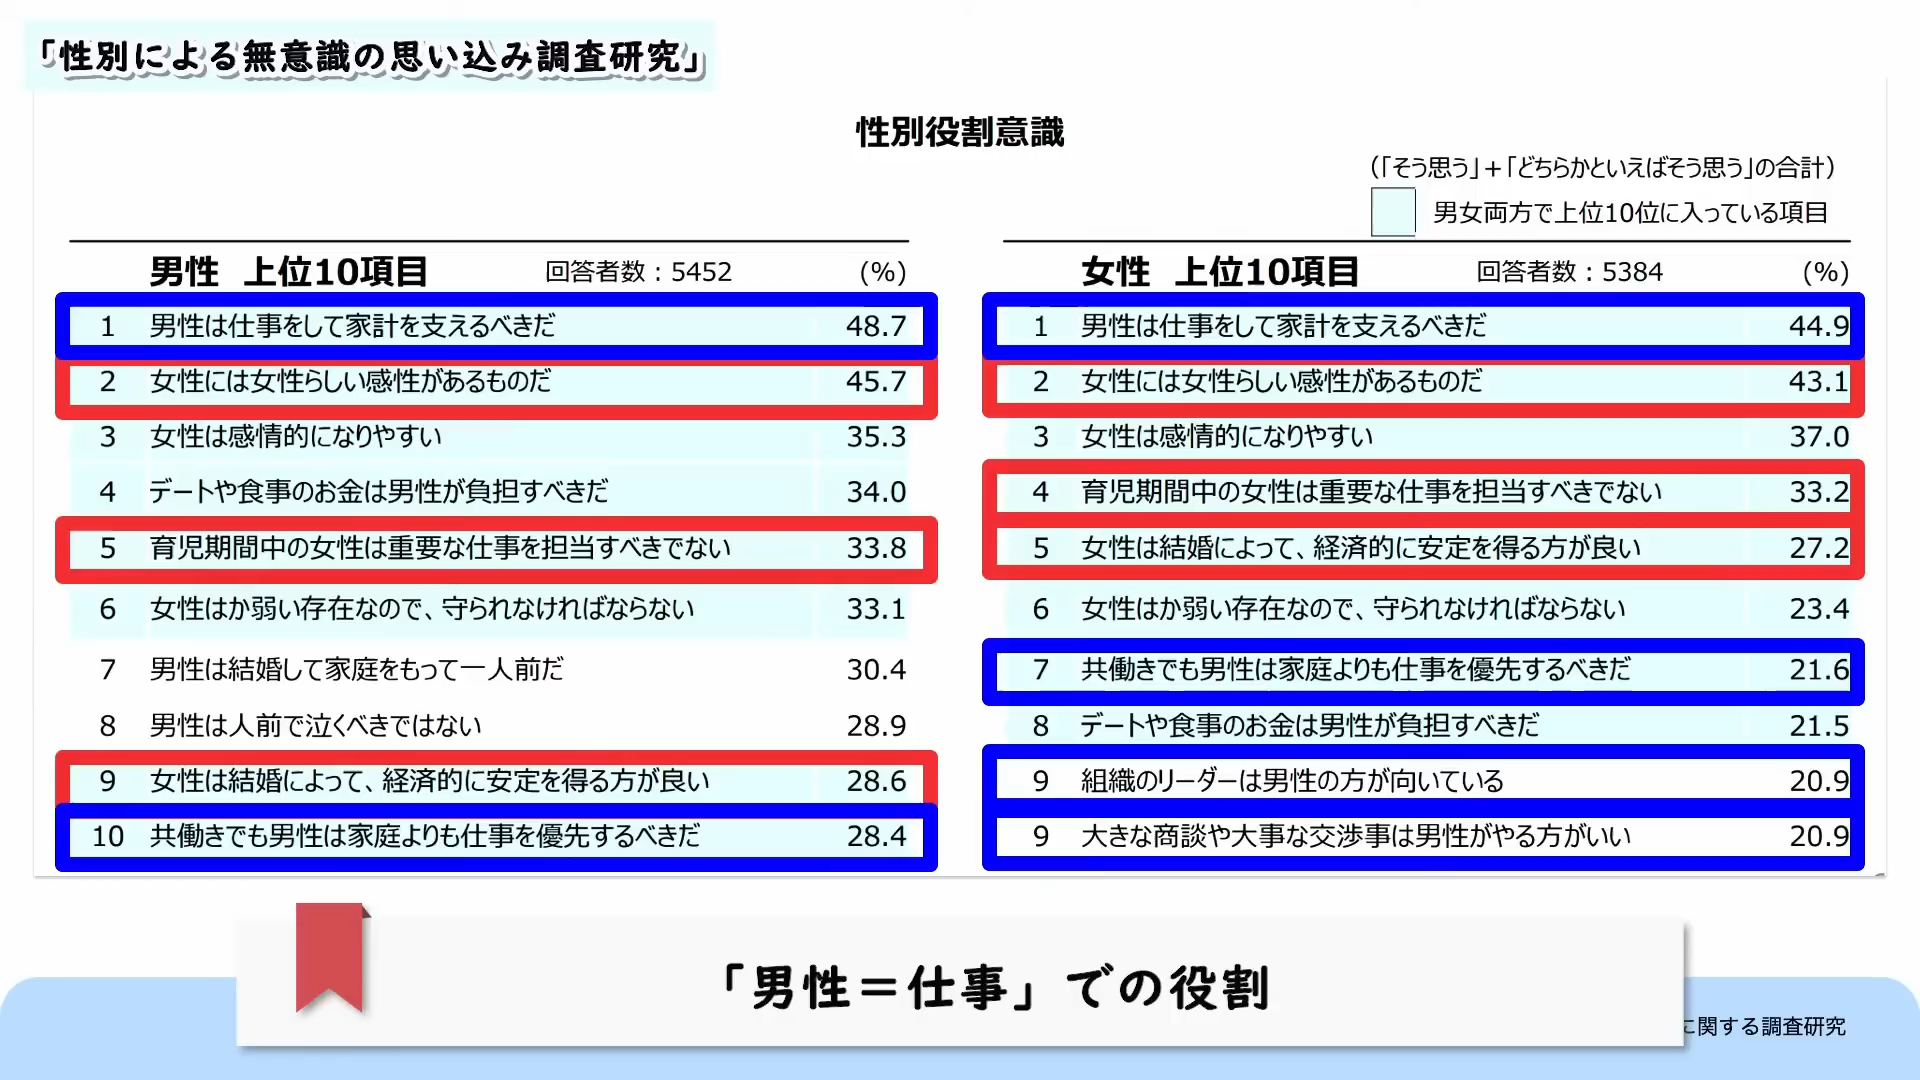 「性別による無意識の思い込み調査研究」
性別役割意識
(「そう思う」+「どちらかといえばそう思う」の合計)
男女両方で上位10位に入っている項目
男性 上位10項目 回答者数:5452 (%)
1 男性は仕事をして家計を支えるべきだ 48.7
2 女性には女性らしい感性があるものだ 45.7
3 女性は感情的になりやすい 35.3
4 デートや食事のお金は男性が負担すべきだ 34.0
5 育児期間中の女性は重要な仕事を担当すべきでない 33.8
6 女性はか弱い存在なので、守られなければならない 33.1
7 男性は結婚して家庭をもって一人前だ 30.4
8 男性は人前で泣くべきではない 28.9
9 女性は結婚によって、経済的に安定を得る方が良い 28.6
10 共働きでも男性は家庭よりも仕事を優先するべきだ 28.4
女性 上位10項目 回答者数:5384 (%)
1 男性は仕事をして家計を支えるべきだ 44.9
2 女性には女性らしい感性があるものだ 43.1
3 女性は感情的になりやすい 37.0
4 育児期間中の女性は重要な仕事を担当すべきでない 33.2
5 女性は結婚によって、経済的に安定を得る方が良い 27.2
6 女性はか弱い存在なので、守られなければならない 23.4
7 共働きでも男性は家庭よりも仕事を優先するべきだ 21.6
8 デートや食事のお金は男性が負担すべきだ 21.5
9 組織のリーダーは男性の方が向いている 20.9
9 大きな商談や大事な交渉事は男性がやる方がいい 20.9
「男性=仕事」での役割
に関する調査研究